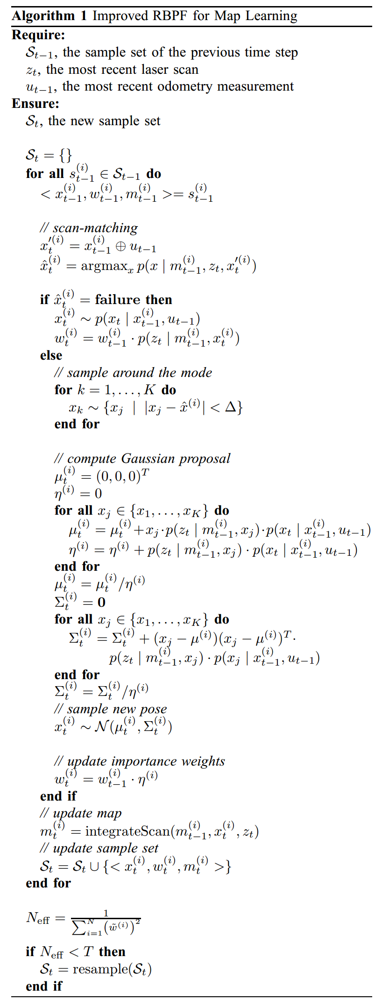 Algorithm 1 Improved RBPF for Map Learning
Require:
$\mathcal{S}_{t-1}$, the sample set of the previous time step
$z_t$, the most recent laser scan
$u_{t-1}$, the most recent odometry measurement
Ensure:
$\mathcal{S}_t$, the new sample set
$\mathcal{S}_t = \{\}$
for all $s_{t-1}^{(i)} \in \mathcal{S}_{t-1}$ do
$< x_{t-1}^{(i)}, w_{t-1}^{(i)}, m_{t-1}^{(i)} >= s_{t-1}^{(i)}$
// scan-matching
$x_t^{\prime(i)} = x_{t-1}^{(i)} \oplus u_{t-1}$
$\hat{x}_t^{(i)} = \mathrm{argmax}_x\, p(x \mid m_{t-1}^{(i)}, z_t, x_t^{\prime(i)})$
if $\hat{x}_t^{(i)}$ = failure then
$x_t^{(i)} \sim p(x_t \mid x_{t-1}^{(i)}, u_{t-1})$
$w_t^{(i)} = w_{t-1}^{(i)} \cdot p(z_t \mid m_{t-1}^{(i)}, x_t^{(i)})$
else
// sample around the mode
for $k = 1, \ldots, K$ do
$x_k \sim \{x_j \mid |x_j - \hat{x}^{(i)}| < \Delta\}$
end for
// compute Gaussian proposal
$\mu_t^{(i)} = (0, 0, 0)^T$
$\eta^{(i)} = 0$
for all $x_j \in \{x_1, \ldots, x_K\}$ do
$\mu_t^{(i)} = \mu_t^{(i)} + x_j \cdot p(z_t \mid m_{t-1}^{(i)}, x_j) \cdot p(x_t \mid x_{t-1}^{(i)}, u_{t-1})$
$\eta^{(i)} = \eta^{(i)} + p(z_t \mid m_{t-1}^{(i)}, x_j) \cdot p(x_t \mid x_{t-1}^{(i)}, u_{t-1})$
end for
$\mu_t^{(i)} = \mu_t^{(i)} / \eta^{(i)}$
$\Sigma_t^{(i)} = \mathbf{0}$
for all $x_j \in \{x_1, \ldots, x_K\}$ do
$\Sigma_t^{(i)} = \Sigma_t^{(i)} + (x_j - \mu^{(i)})(x_j - \mu^{(i)})^T \cdot$
$p(z_t \mid m_{t-1}^{(i)}, x_j) \cdot p(x_j \mid x_{t-1}^{(i)}, u_{t-1})$
end for
$\Sigma_t^{(i)} = \Sigma_t^{(i)} / \eta^{(i)}$
// sample new pose
$x_t^{(i)} \sim \mathcal{N}(\mu_t^{(i)}, \Sigma_t^{(i)})$
// update importance weights
$w_t^{(i)} = w_{t-1}^{(i)} \cdot \eta^{(i)}$
end if
// update map
$m_t^{(i)} = \mathrm{integrateScan}(m_{t-1}^{(i)}, x_t^{(i)}, z_t)$
// update sample set
$\mathcal{S}_t = \mathcal{S}_t \cup \{< x_t^{(i)}, w_t^{(i)}, m_t^{(i)} >\}$
end for
$N_{\mathrm{eff}} = \frac{1}{\sum_{i=1}^{N} (\tilde{w}^{(i)})^2}$
if $N_{\mathrm{eff}} < T$ then
$\mathcal{S}_t = \mathrm{resample}(\mathcal{S}_t)$
end if